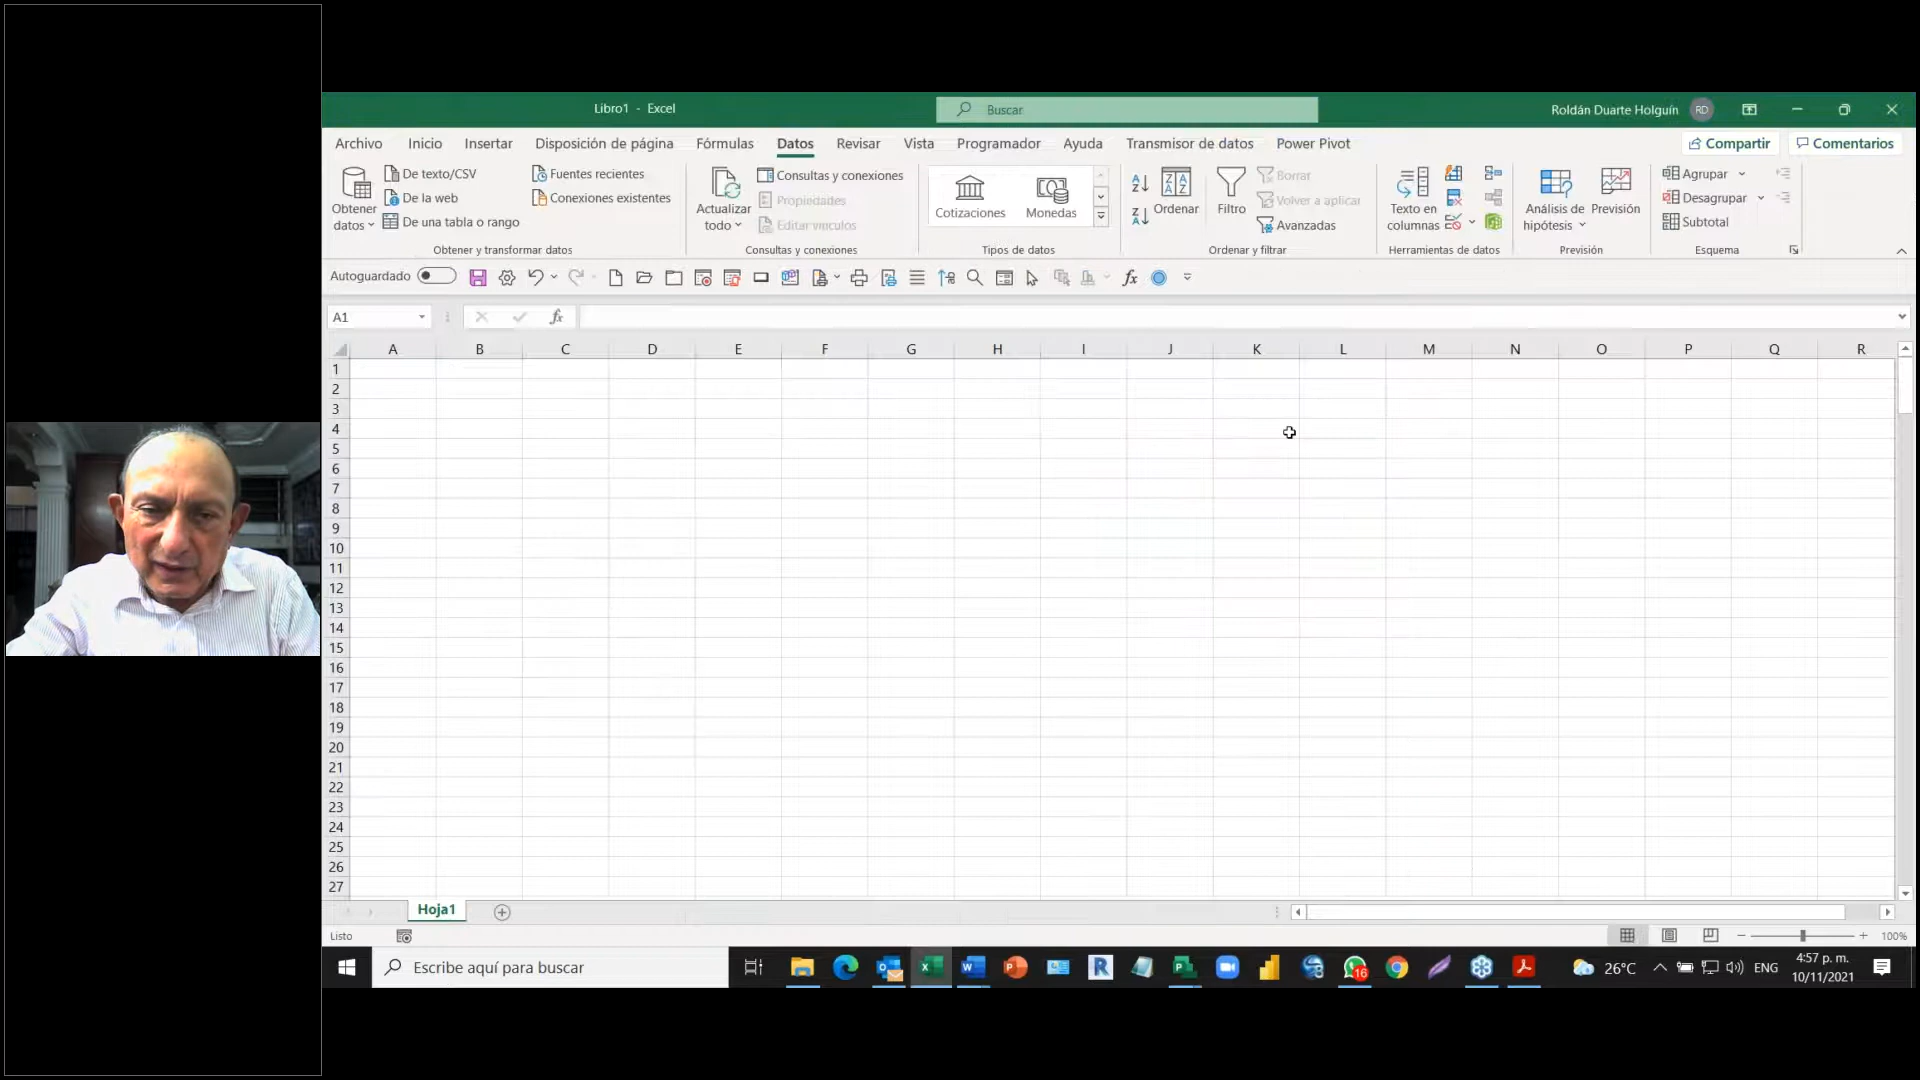 Libro1 - Excel
Buscar
Roldán Duarte Holguín RD
Archivo Inicio Insertar Disposición de página Fórmulas Datos Revisar Vista Programador Ayuda Transmisor de datos Power Pivot Compartir Comentarios
Obtener datos
De texto/CSV
De la web
De una tabla o rango
Fuentes recientes
Conexiones existentes
Obtener y transformar datos
Actualizar todo
Consultas y conexiones
Propiedades
Editar vínculos
Consultas y conexiones
Cotizaciones Monedas
Tipos de datos
Ordenar
Filtro
Borrar
Volver a aplicar
Avanzadas
Ordenar y filtrar
Texto en columnas
Herramientas de datos
Análisis de hipótesis
Previsión
Previsión
Agrupar
Desagrupar
Subtotal
Esquema
Autoguardado
A1
fx
A B C D E F G H I J K L M N O P Q R
1
2
3
4
5
6
7
8
9
10
11
12
13
14
15
16
17
18
19
20
21
22
23
24
25
26
27
Hoja1
Listo
100%
Escribe aquí para buscar
16
26°C
ENG
4:57 p. m.
10/11/2021